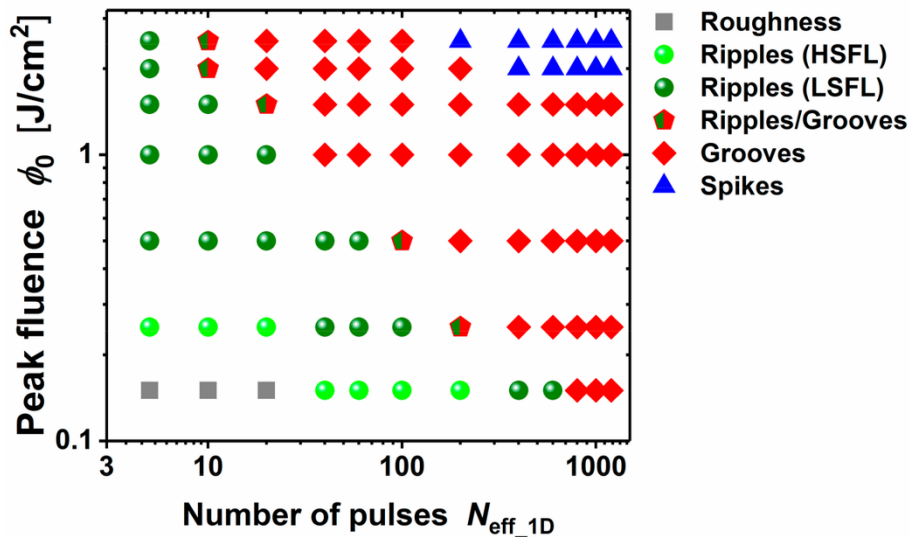 Peak fluence ϕ₀ [J/cm²]
1
0.1
3
10
100
1000
Number of pulses N_eff_1D
Roughness
Ripples (HSFL)
Ripples (LSFL)
Ripples/Grooves
Grooves
Spikes